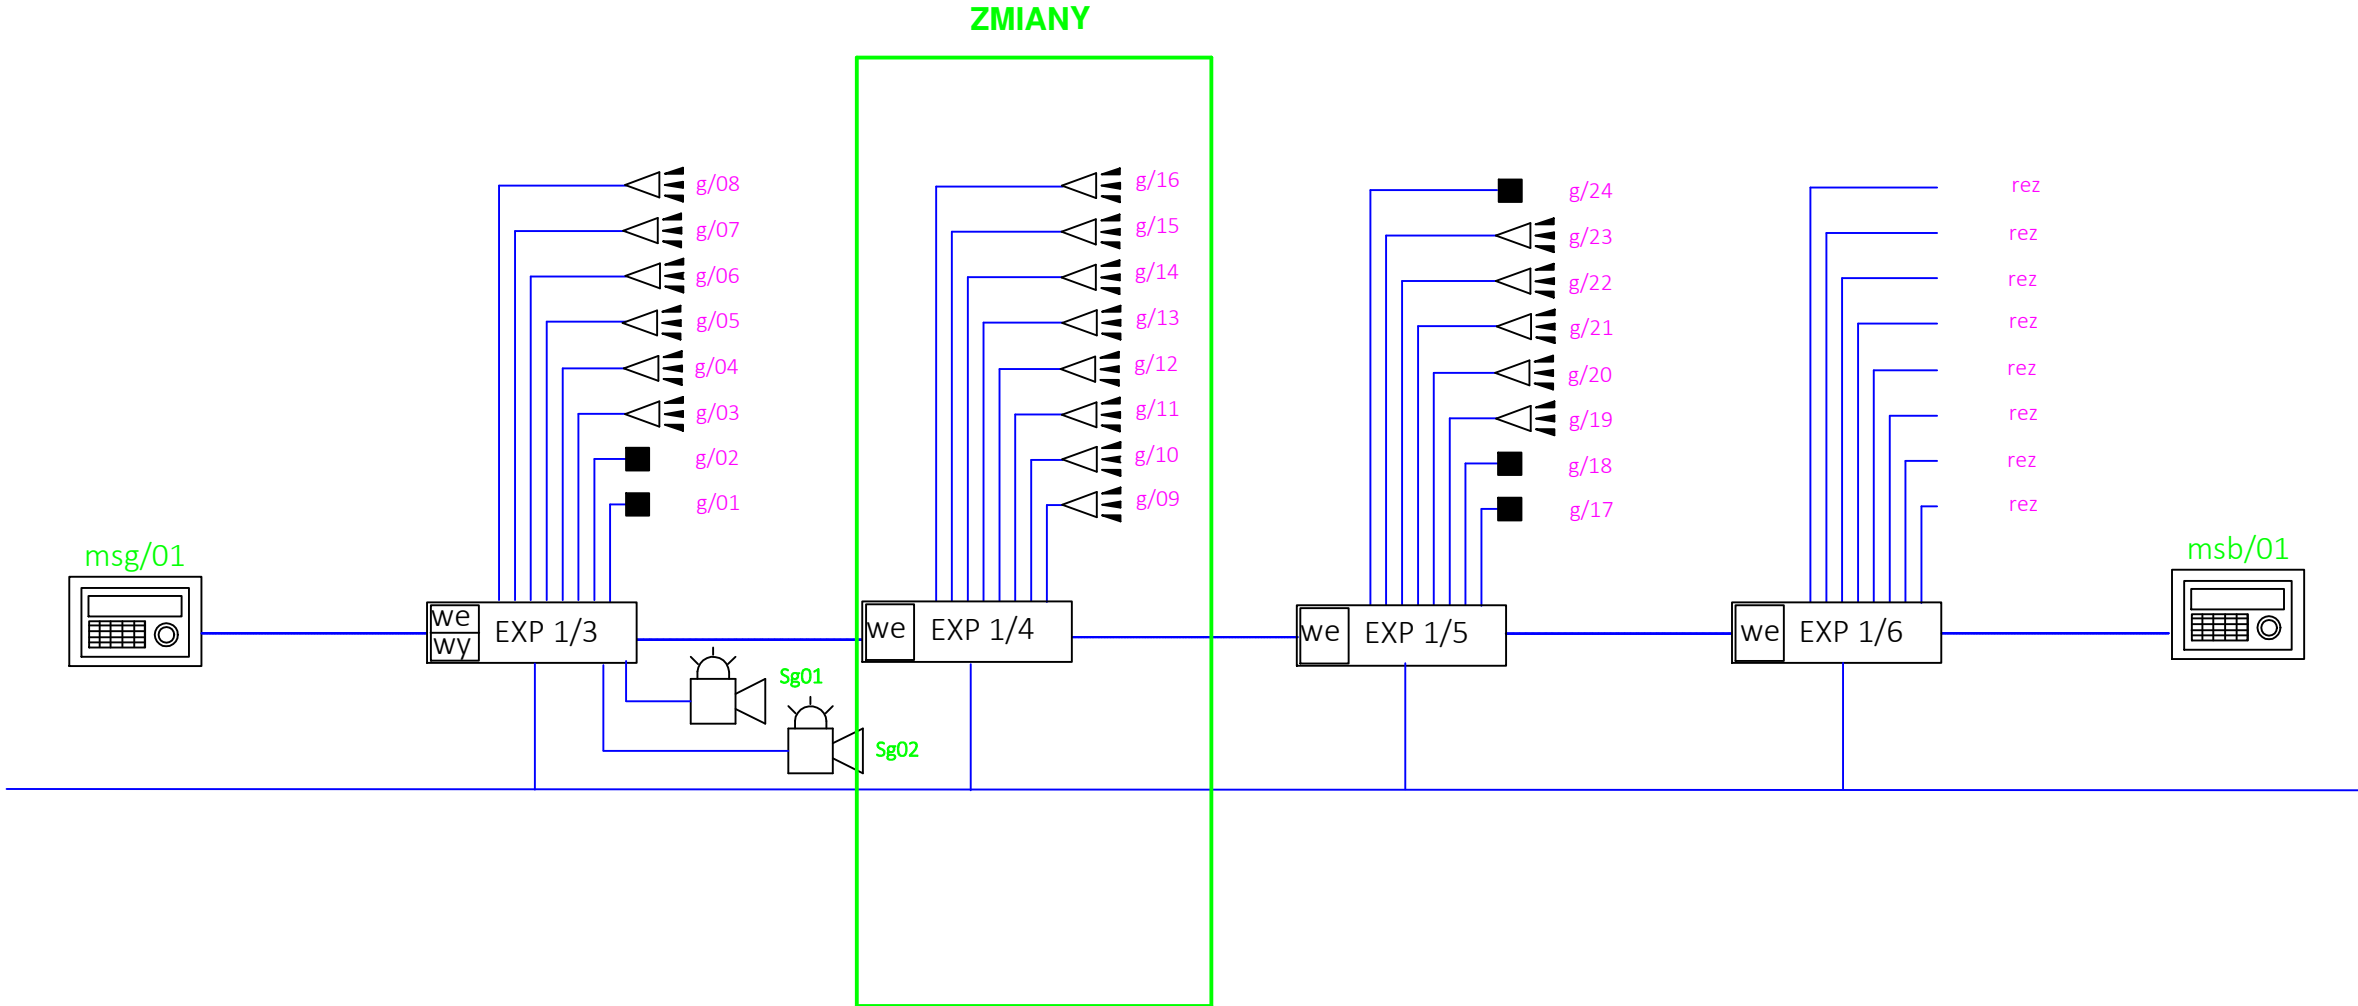 ZMIANY
g/08
g/07
g/06
g/05
g/04
g/03
g/02
g/01
g/16
g/15
g/14
g/13
g/12
g/11
g/10
g/09
g/24
g/23
g/22
g/21
g/20
g/19
g/18
g/17
rez
rez
rez
rez
rez
rez
rez
rez
msg/01
we
wy
EXP 1/3
we
EXP 1/4
we
EXP 1/5
we
EXP 1/6
msb/01
Sg01
Sg02